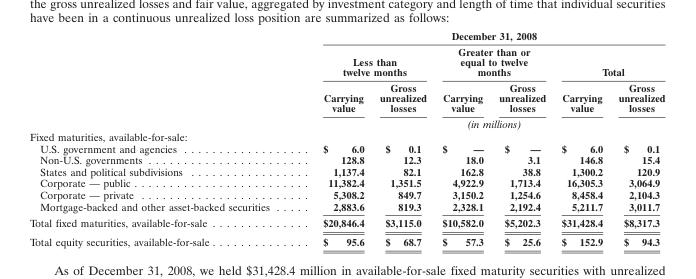 the gross unrealized losses and fair value, aggregated by investment category and length of time that individual securities
have been in a continuous unrealized loss position are summarized as follows:
December 31, 2008
Less than twelve months Greater than or equal to twelve months Total
Carrying value Gross unrealized losses Carrying value Gross unrealized losses Carrying value Gross unrealized losses
(in millions)
Fixed maturities, available-for-sale:
U.S. government and agencies . . . . . . . . . . . . . . . . . . $ 6.0 $ 0.1 $ — $ — $ 6.0 $ 0.1
Non-U.S. governments . . . . . . . . . . . . . . . . . . . . . . . 128.8 12.3 18.0 3.1 146.8 15.4
States and political subdivisions . . . . . . . . . . . . . . . . . . 1,137.4 82.1 162.8 38.8 1,300.2 120.9
Corporate — public . . . . . . . . . . . . . . . . . . . . . . . . . 11,382.4 1,351.5 4,922.9 1,713.4 16,305.3 3,064.9
Corporate — private . . . . . . . . . . . . . . . . . . . . . . . . 5,308.2 849.7 3,150.2 1,254.6 8,458.4 2,104.3
Mortgage-backed and other asset-backed securities . . . . . 2,883.6 819.3 2,328.1 2,192.4 5,211.7 3,011.7
Total fixed maturities, available-for-sale . . . . . . . . . . . . . . $20,846.4 $3,115.0 $10,582.0 $5,202.3 $31,428.4 $8,317.3
Total equity securities, available-for-sale . . . . . . . . . . . . . $ 95.6 $ 68.7 $ 57.3 $ 25.6 $ 152.9 $ 94.3
As of December 31, 2008, we held $31,428.4 million in available-for-sale fixed maturity securities with unrealized